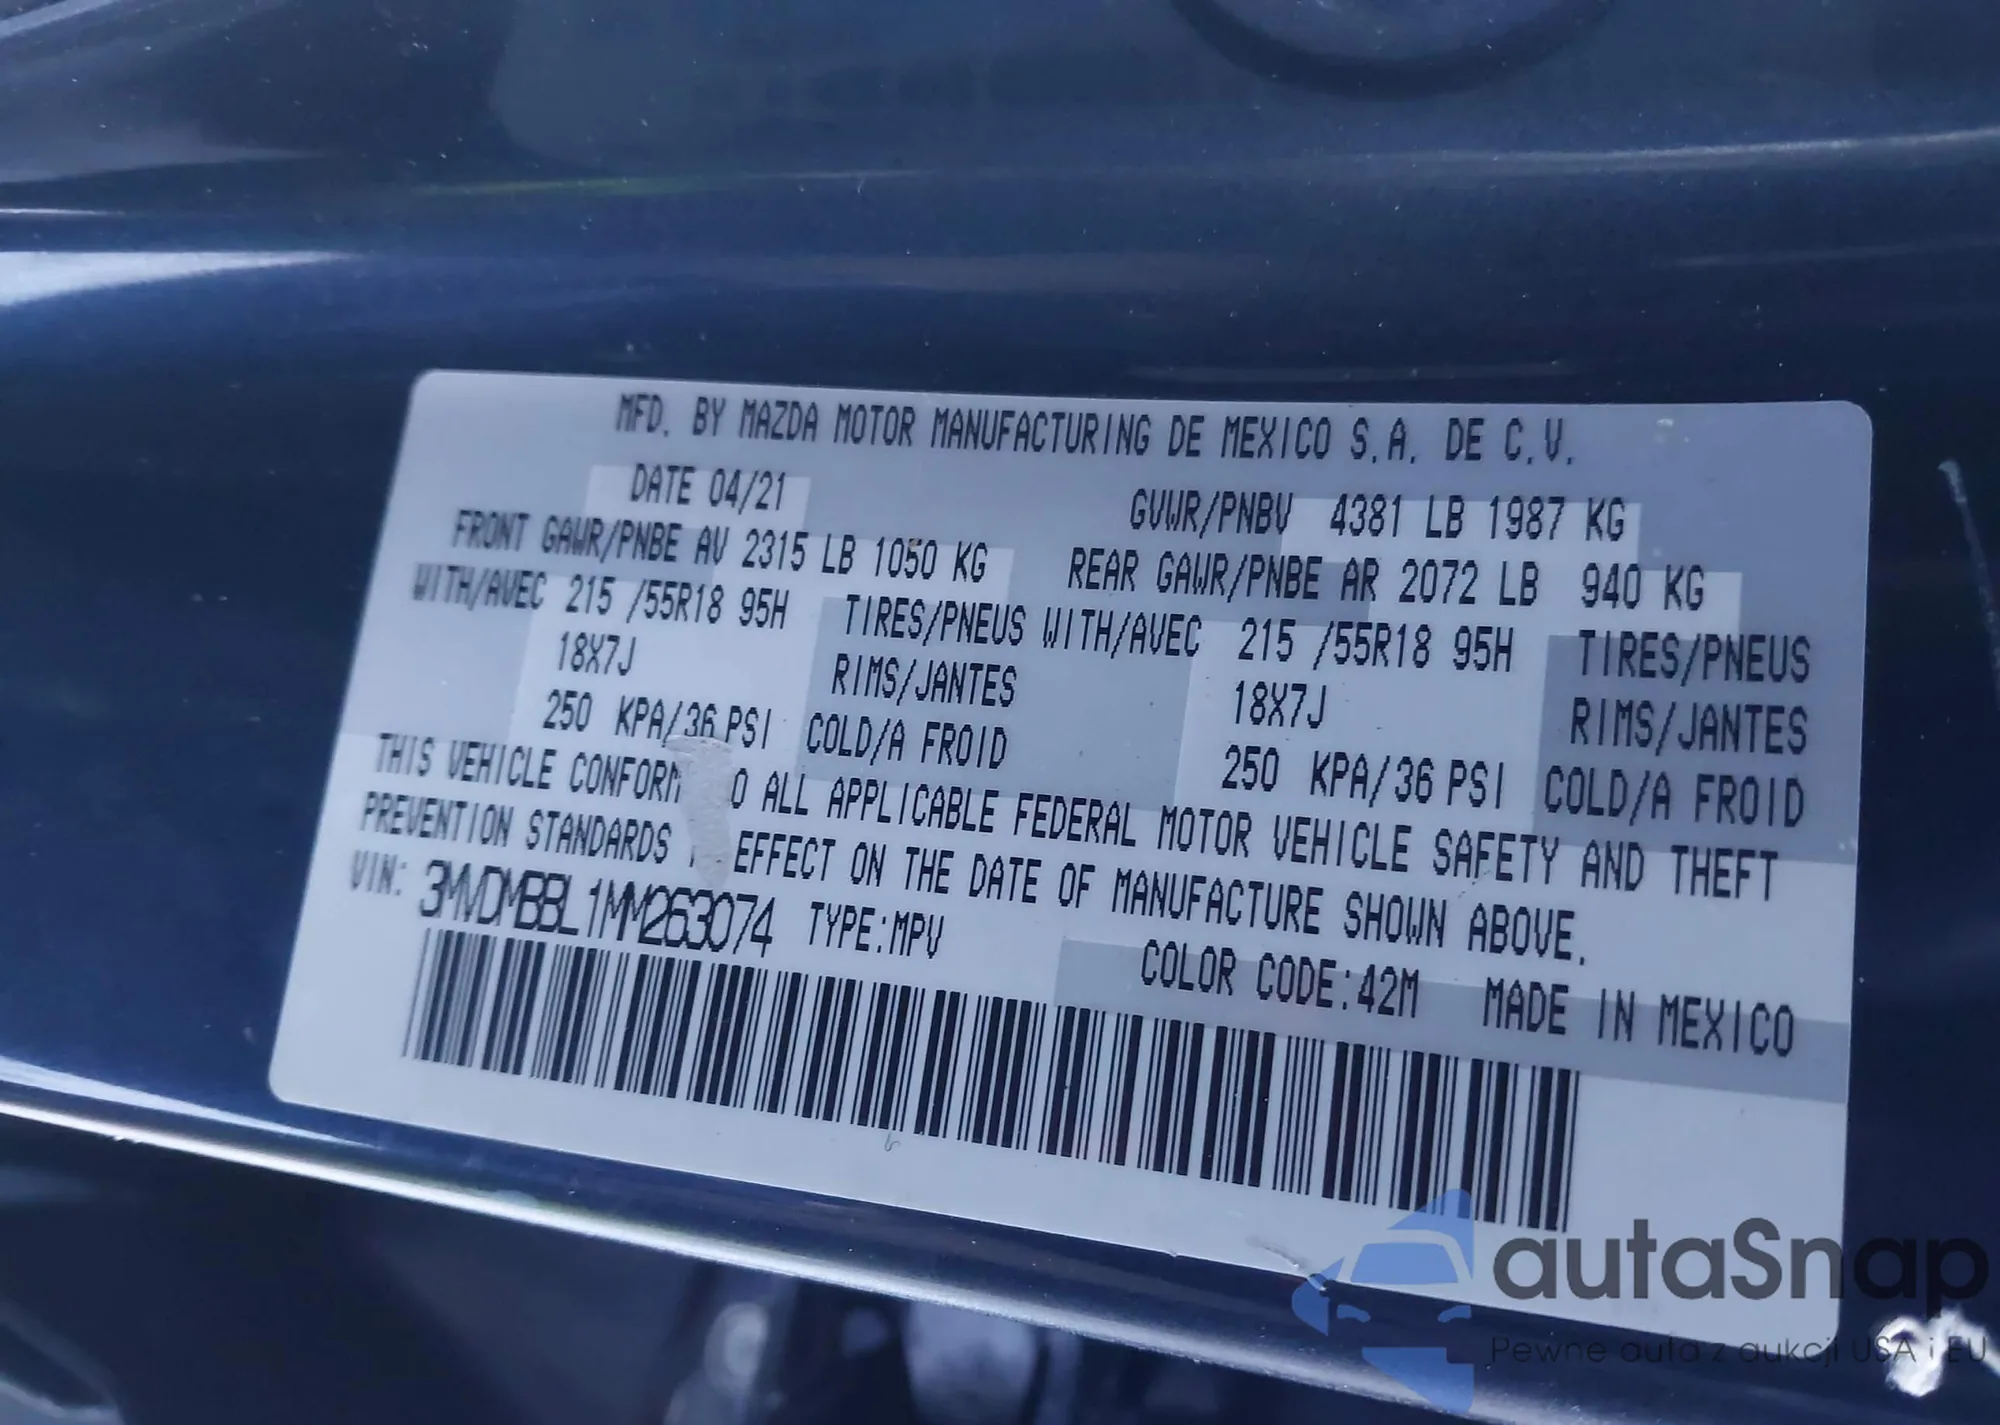 MFD. BY MAZDA MOTOR MANUFACTURING DE MEXICO S.A. DE C.V.
DATE 04/21 GVWR/PNBV 4381 LB 1987 KG
FRONT GAWR/PNBE AV 2315 LB 1050 KG REAR GAWR/PNBE AR 2072 LB 940 KG
WITH/AVEC 215 /55R18 95H TIRES/PNEUS WITH/AVEC 215 /55R18 95H TIRES/PNEUS
18X7J RIMS/JANTES 18X7J RIMS/JANTES
250 KPA/36 PSI COLD/A FROID 250 KPA/36 PSI COLD/A FROID
THIS VEHICLE ALL APPLICABLE FEDERAL MOTOR VEHICLE SAFETY AND THEFT
PREVENTION STANDARDS EFFECT ON THE DATE OF MANUFACTURE SHOWN ABOVE.
VIN: 3MVDMBBL1MM263074 TYPE:MPV COLOR CODE:42M MADE IN MEXICO
autaSnap
Pewne auta z aukcji USA i EU